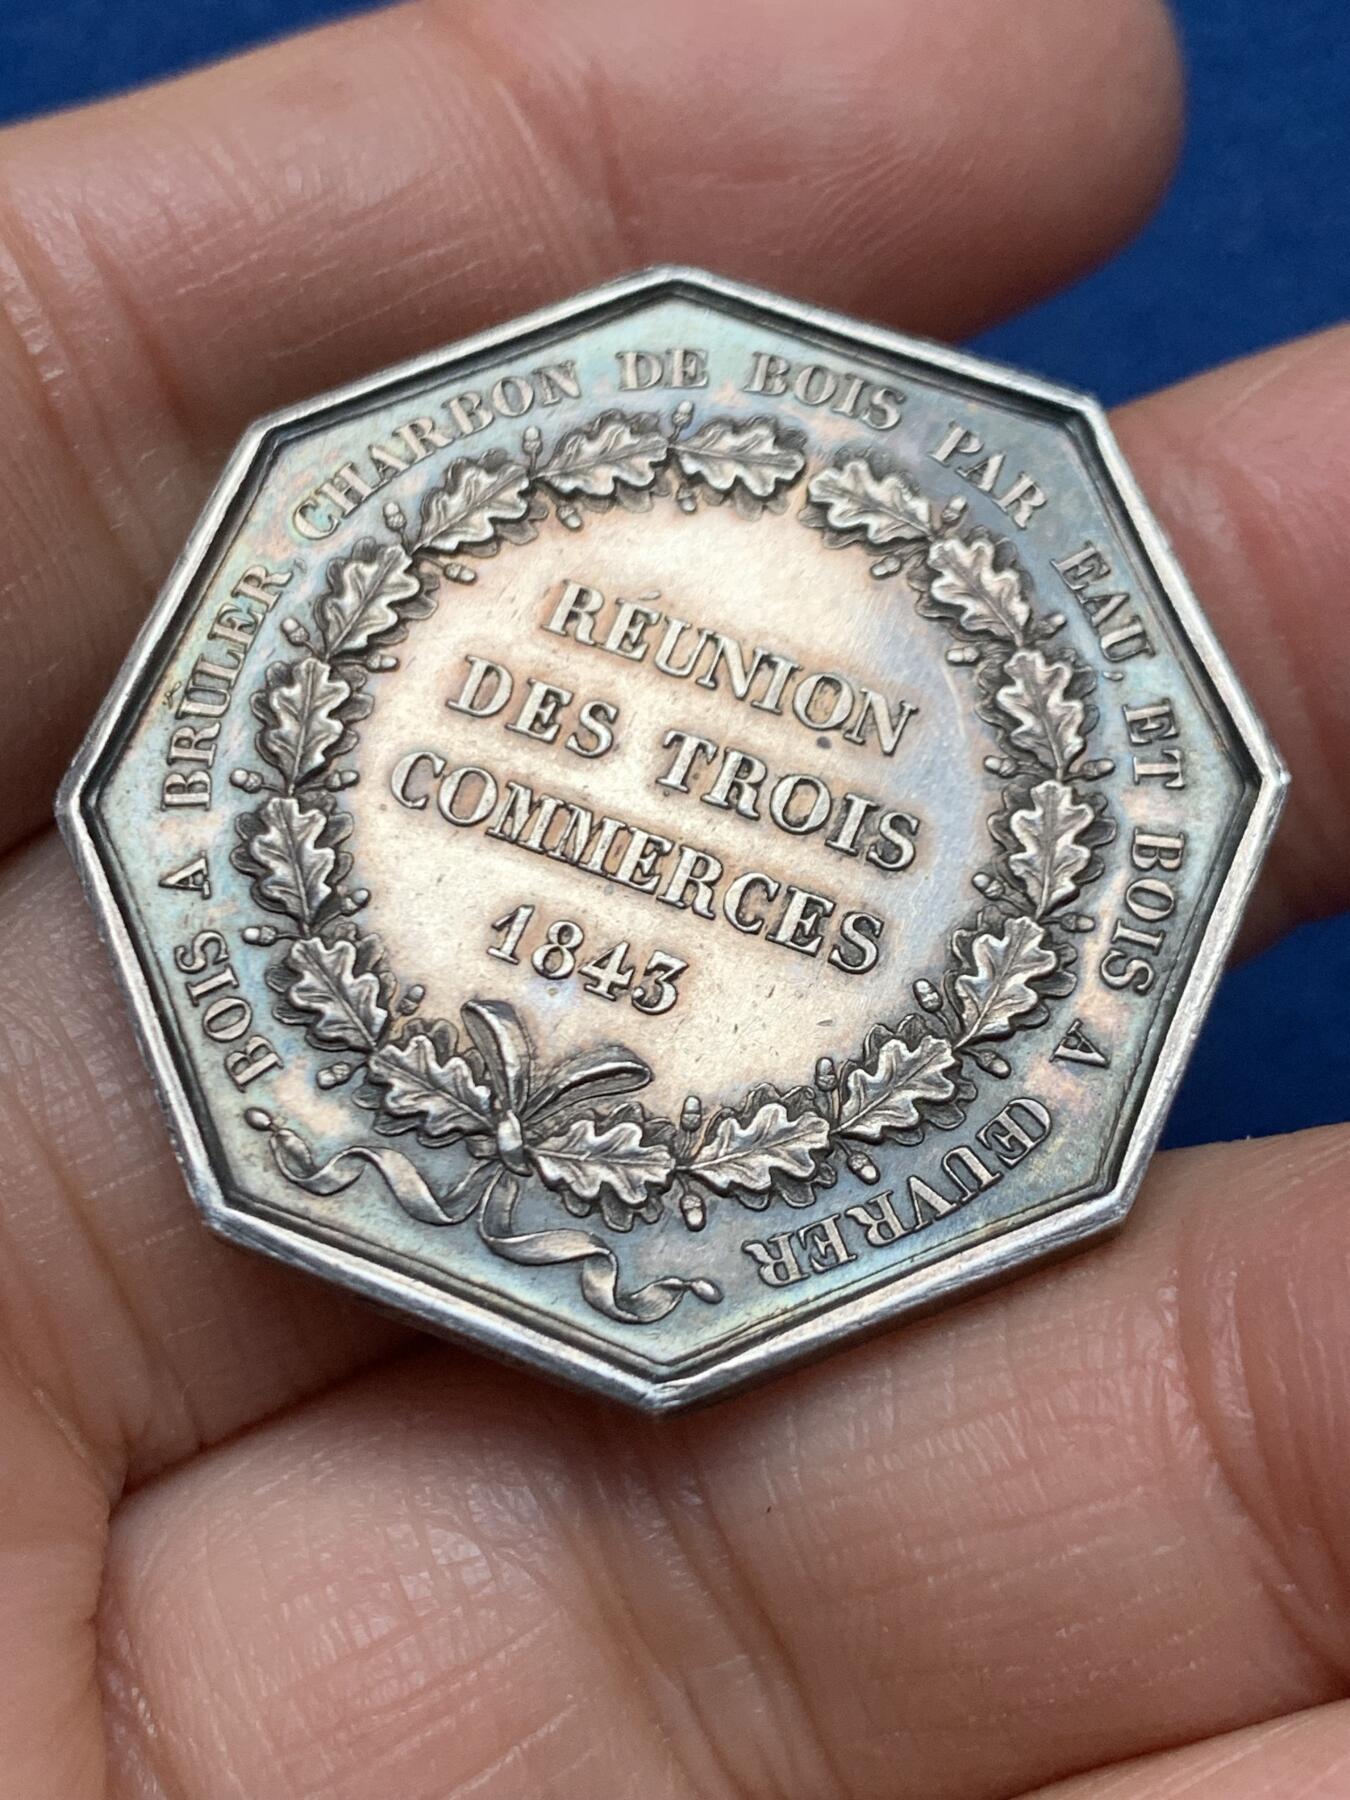 BOIS A BRÛLER, CHARBON DE BOIS PAR EAU, ET BOIS A ŒUVRER
RÉUNION
DES TROIS
COMMERCES
1843